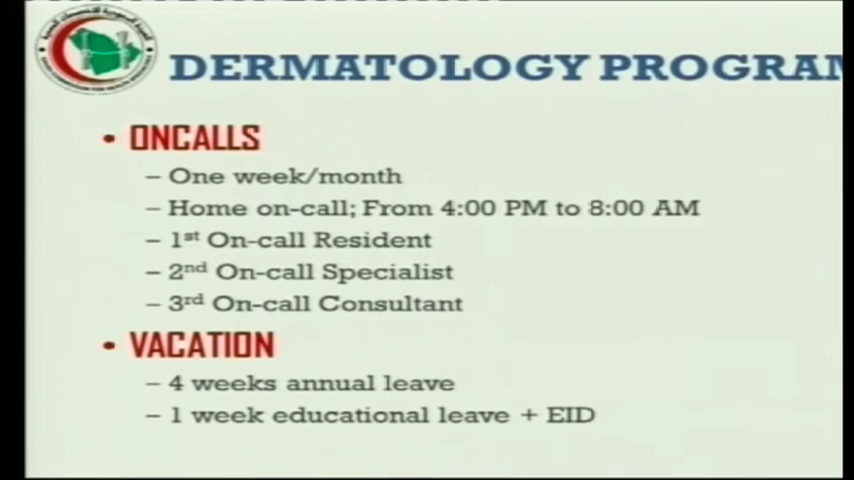 DERMATOLOGY PROGRAM
• ONCALLS
– One week/month
– Home on-call; From 4:00 PM to 8:00 AM
– 1st On-call Resident
– 2nd On-call Specialist
– 3rd On-call Consultant
• VACATION
– 4 weeks annual leave
– 1 week educational leave + EID